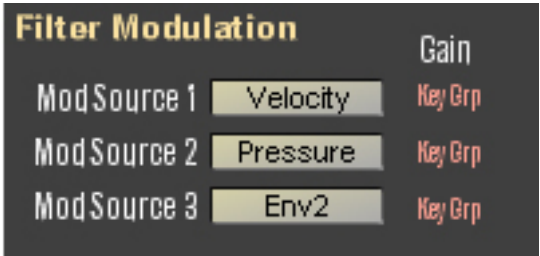 Filter Modulation
Gain
Mod Source 1 Velocity Key Grp
Mod Source 2 Pressure Key Grp
Mod Source 3 Env2 Key Grp